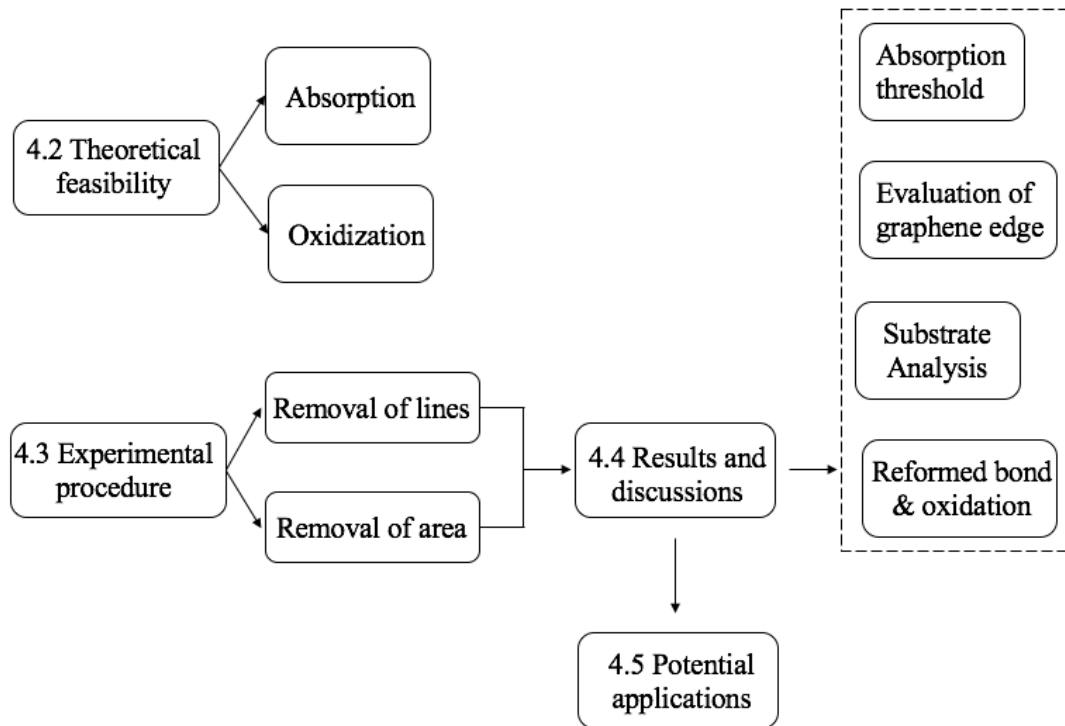 4.2 Theoretical
feasibility
Absorption
Oxidization
4.3 Experimental
procedure
Removal of lines
Removal of area
4.4 Results and
discussions
4.5 Potential
applications
Absorption
threshold
Evaluation of
graphene edge
Substrate
Analysis
Reformed bond
& oxidation